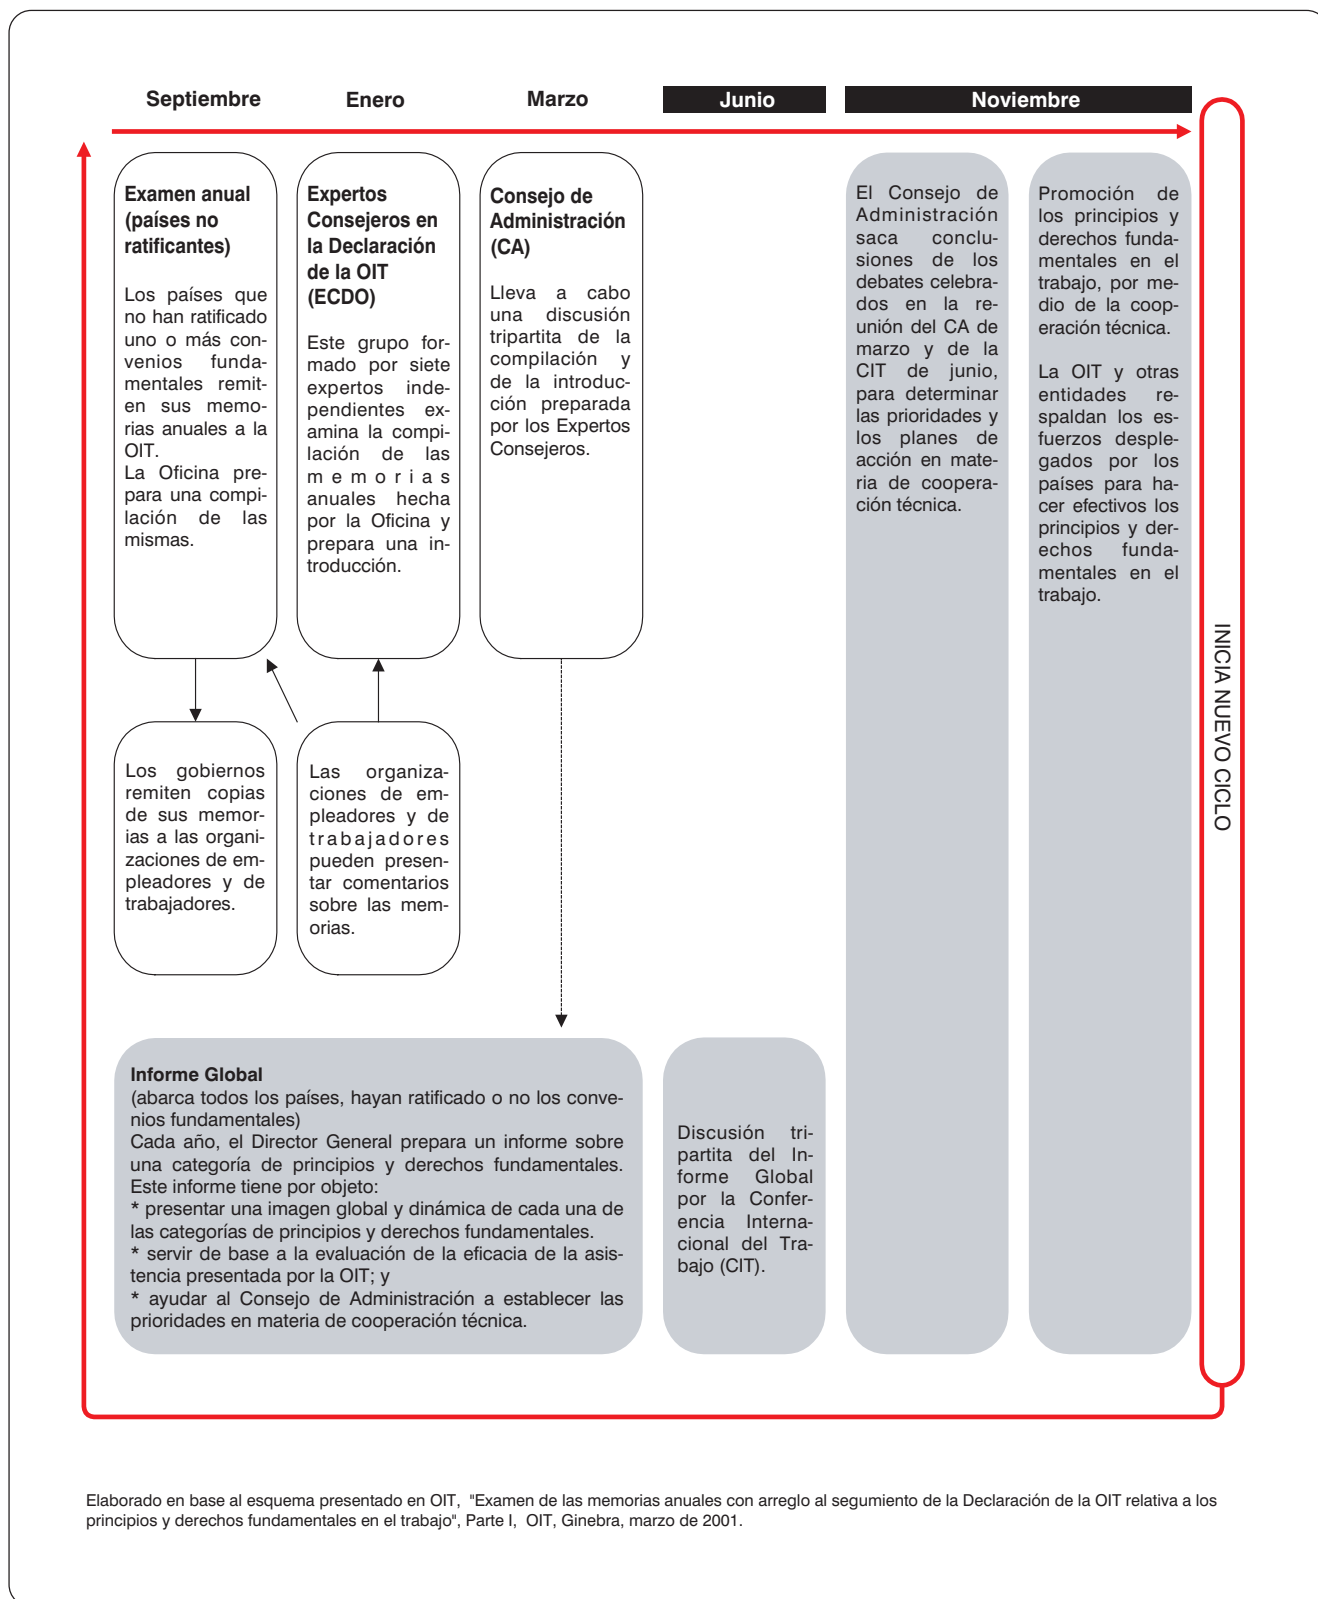 Septiembre
Enero
Marzo
Junio
Noviembre
Examen anual
(países no
ratificantes)
Los países que
no han ratificado
uno o más con-
venios funda-
mentales remit-
en sus memo-
rias anuales a la
OIT.
La Oficina pre-
para una compi-
lación de las
mismas.
Expertos
Consejeros en
la Declaración
de la OIT
(ECDO)
Este grupo for-
mado por siete
expertos inde-
pendientes ex-
amina la compi-
lación de las
memorias
anuales hecha
por la Oficina y
prepara una in-
troducción.
Consejo de
Administración
(CA)
Lleva a cabo
una discusión
tripartita de la
compilación y
de la introduc-
ción preparada
por los Expertos
Consejeros.
El Consejo de
Administración
saca conclu-
siones de los
debates celebra-
dos en la re-
unión del CA de
marzo y de la
CIT de junio,
para determinar
las prioridades y
los planes de
acción en mate-
ria de coopera-
ción técnica.
Promoción de
los principios y
derechos funda-
mentales en el
trabajo, por me-
dio de la coop-
eración técnica.
La OIT y otras
entidades re-
spaldan los es-
fuerzos desple-
gados por los
países para ha-
cer efectivos los
principios y der-
echos funda-
mentales en el
trabajo.
INICIA NUEVO CICLO
Los gobiernos
remiten copias
de sus memor-
ias a las organi-
zaciones de em-
pleadores y de
trabajadores.
Las organiza-
ciones de em-
pleadores y de
trabajadores
pueden presen-
tar comentarios
sobre las mem-
orias.
Informe Global
(abarca todos los países, hayan ratificado o no los conve-
nios fundamentales)
Cada año, el Director General prepara un informe sobre
una categoría de principios y derechos fundamentales.
Este informe tiene por objeto:
* presentar una imagen global y dinámica de cada una de
las categorías de principios y derechos fundamentales.
* servir de base a la evaluación de la eficacia de la asis-
tencia presentada por la OIT; y
* ayudar al Consejo de Administración a establecer las
prioridades en materia de cooperación técnica.
Discusión tri-
partita del In-
forme Global
por la Confer-
encia Interna-
cional del Tra-
bajo (CIT).
Elaborado en base al esquema presentado en OIT, "Examen de las memorias anuales con arreglo al segumiento de la Declaración de la OIT relativa a los
principios y derechos fundamentales en el trabajo", Parte I, OIT, Ginebra, marzo de 2001.